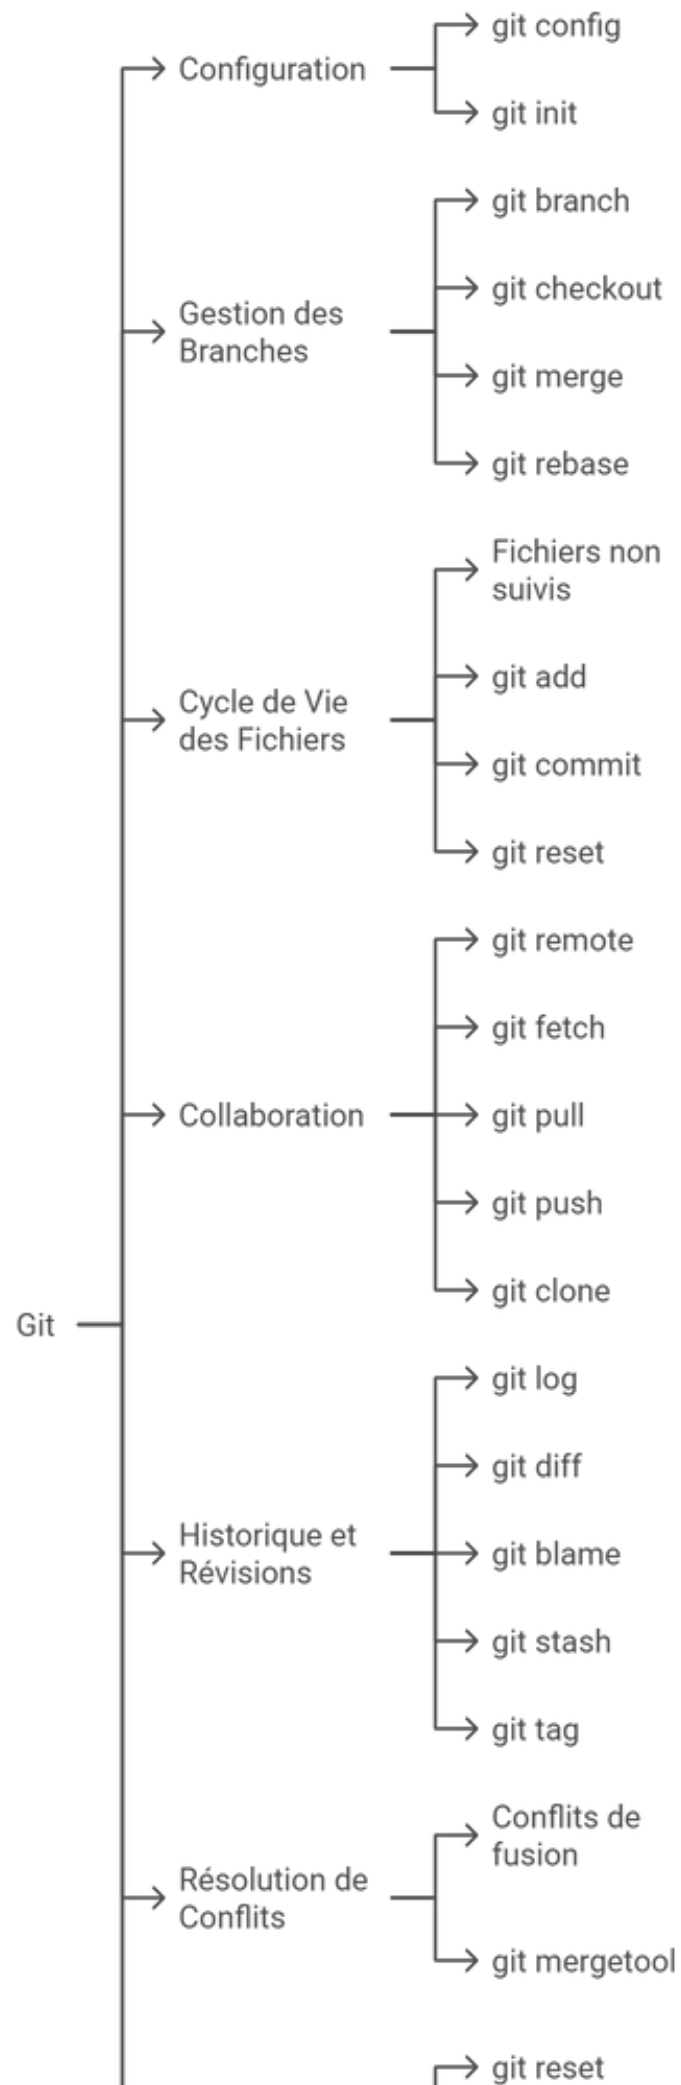 git config
Configuration
git init
git branch
git checkout
Gestion des
Branches
git merge
git rebase
Fichiers non
suivis
git add
Cycle de Vie
des Fichiers
git commit
git reset
git remote
git fetch
Collaboration
git pull
git push
git clone
Git
git log
git diff
Historique et
Révisions
git blame
git stash
git tag
Conflits de
fusion
Résolution de
Conflits
git mergetool
git reset